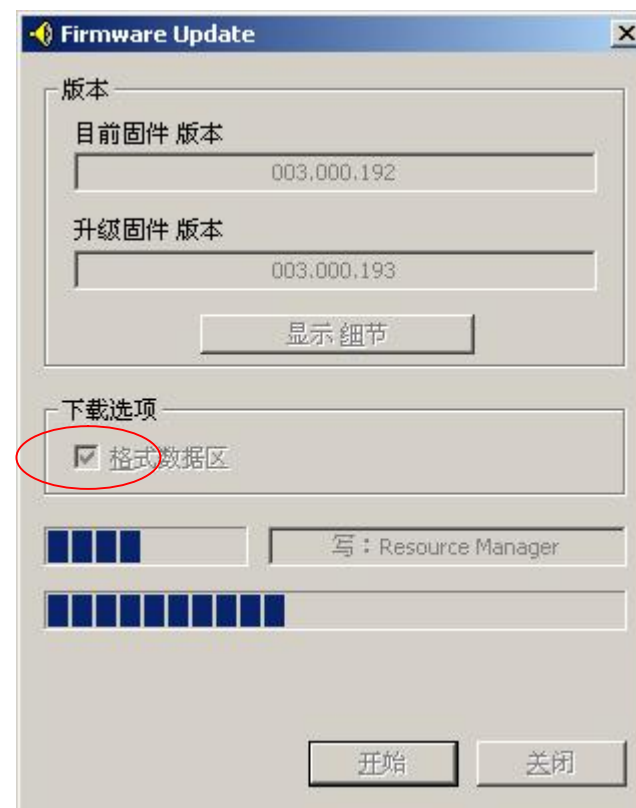 Firmware Update
版本
目前固件 版本
003.000.192
升级固件 版本
003.000.193
显示 细节
下载选项
格式数据区
写：Resource Manager
开始
关闭